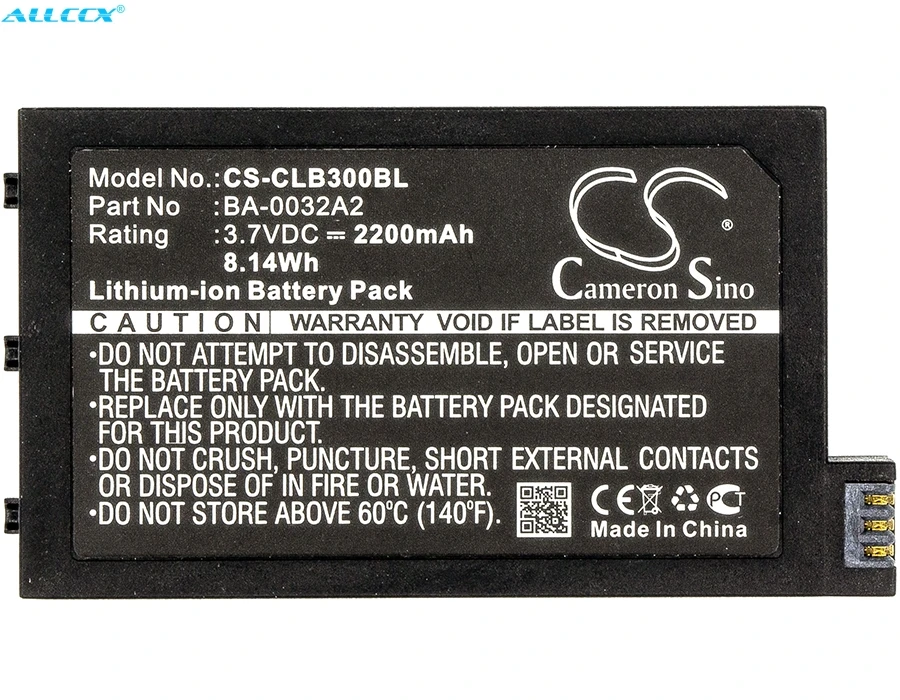 ALLCCX®
Model No.: CS-CLB300BL
Part No : BA-0032A2
Rating : 3.7VDC ⎓ 2200mAh
8.14Wh
Lithium-ion Battery Pack
CS ®
Cameron Sino
CAUTION WARRANTY VOID IF LABEL IS REMOVED
•DO NOT ATTEMPT TO DISASSEMBLE, OPEN OR SERVICE
THE BATTERY PACK.
•REPLACE ONLY WITH THE BATTERY PACK DESIGNATED
FOR THIS PRODUCT.
•DO NOT CRUSH, PUNCTURE, SHORT EXTERNAL CONTACTS
OR DISPOSE OF IN FIRE OR WATER.
•DO NOT STORE ABOVE 60°C (140°F).
CE PCT
Made In China